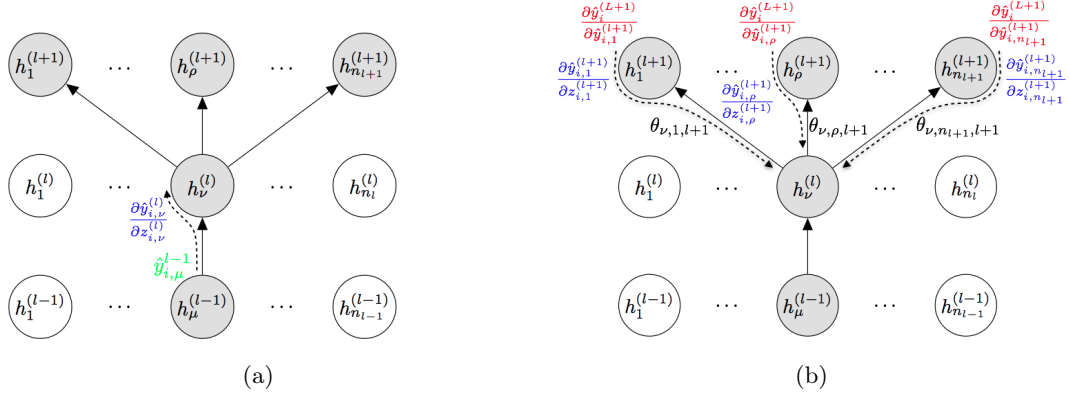 h_1^{(l+1)} ... h_ρ^{(l+1)} ... h_{n_{l+1}}^{(l+1)}
h_1^{(l)} ... h_ν^{(l)} ... h_{n_l}^{(l)}
∂ŷ_{i,ν}^{(l)} / ∂z_{i,ν}^{(l)}
ŷ_{i,μ}^{l-1}
h_1^{(l-1)} ... h_μ^{(l-1)} ... h_{n_{l-1}}^{(l-1)}
(a)
∂ŷ_i^{(L+1)} / ∂ŷ_{i,1}^{(l+1)} ∂ŷ_i^{(L+1)} / ∂ŷ_{i,ρ}^{(l+1)} ∂ŷ_i^{(L+1)} / ∂ŷ_{i,n_{l+1}}^{(l+1)}
h_1^{(l+1)} ... h_ρ^{(l+1)} ... h_{n_{l+1}}^{(l+1)}
∂ŷ_{i,1}^{(l+1)} / ∂z_{i,1}^{(l+1)} ∂ŷ_{i,ρ}^{(l+1)} / ∂z_{i,ρ}^{(l+1)} ∂ŷ_{i,n_{l+1}}^{(l+1)} / ∂z_{i,n_{l+1}}^{(l+1)}
θ_{ν,1,l+1} θ_{ν,ρ,l+1} θ_{ν,n_{l+1},l+1}
h_1^{(l)} ... h_ν^{(l)} ... h_{n_l}^{(l)}
h_1^{(l-1)} ... h_μ^{(l-1)} ... h_{n_{l-1}}^{(l-1)}
(b)